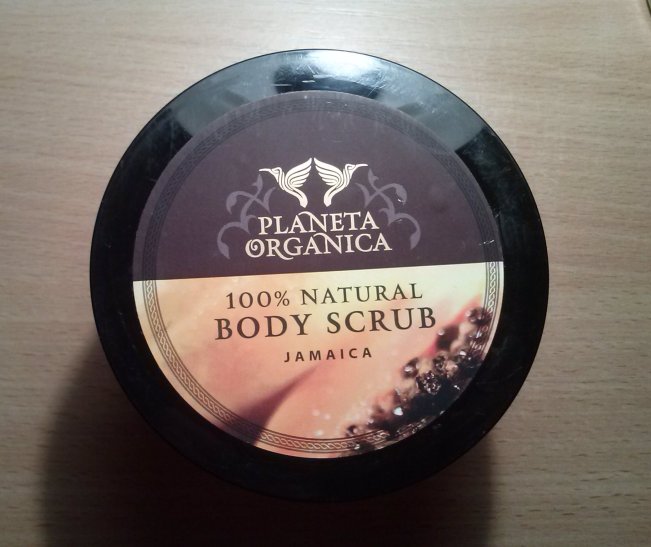 PLANETA
ORGANICA
100% NATURAL
BODY SCRUB
JAMAICA